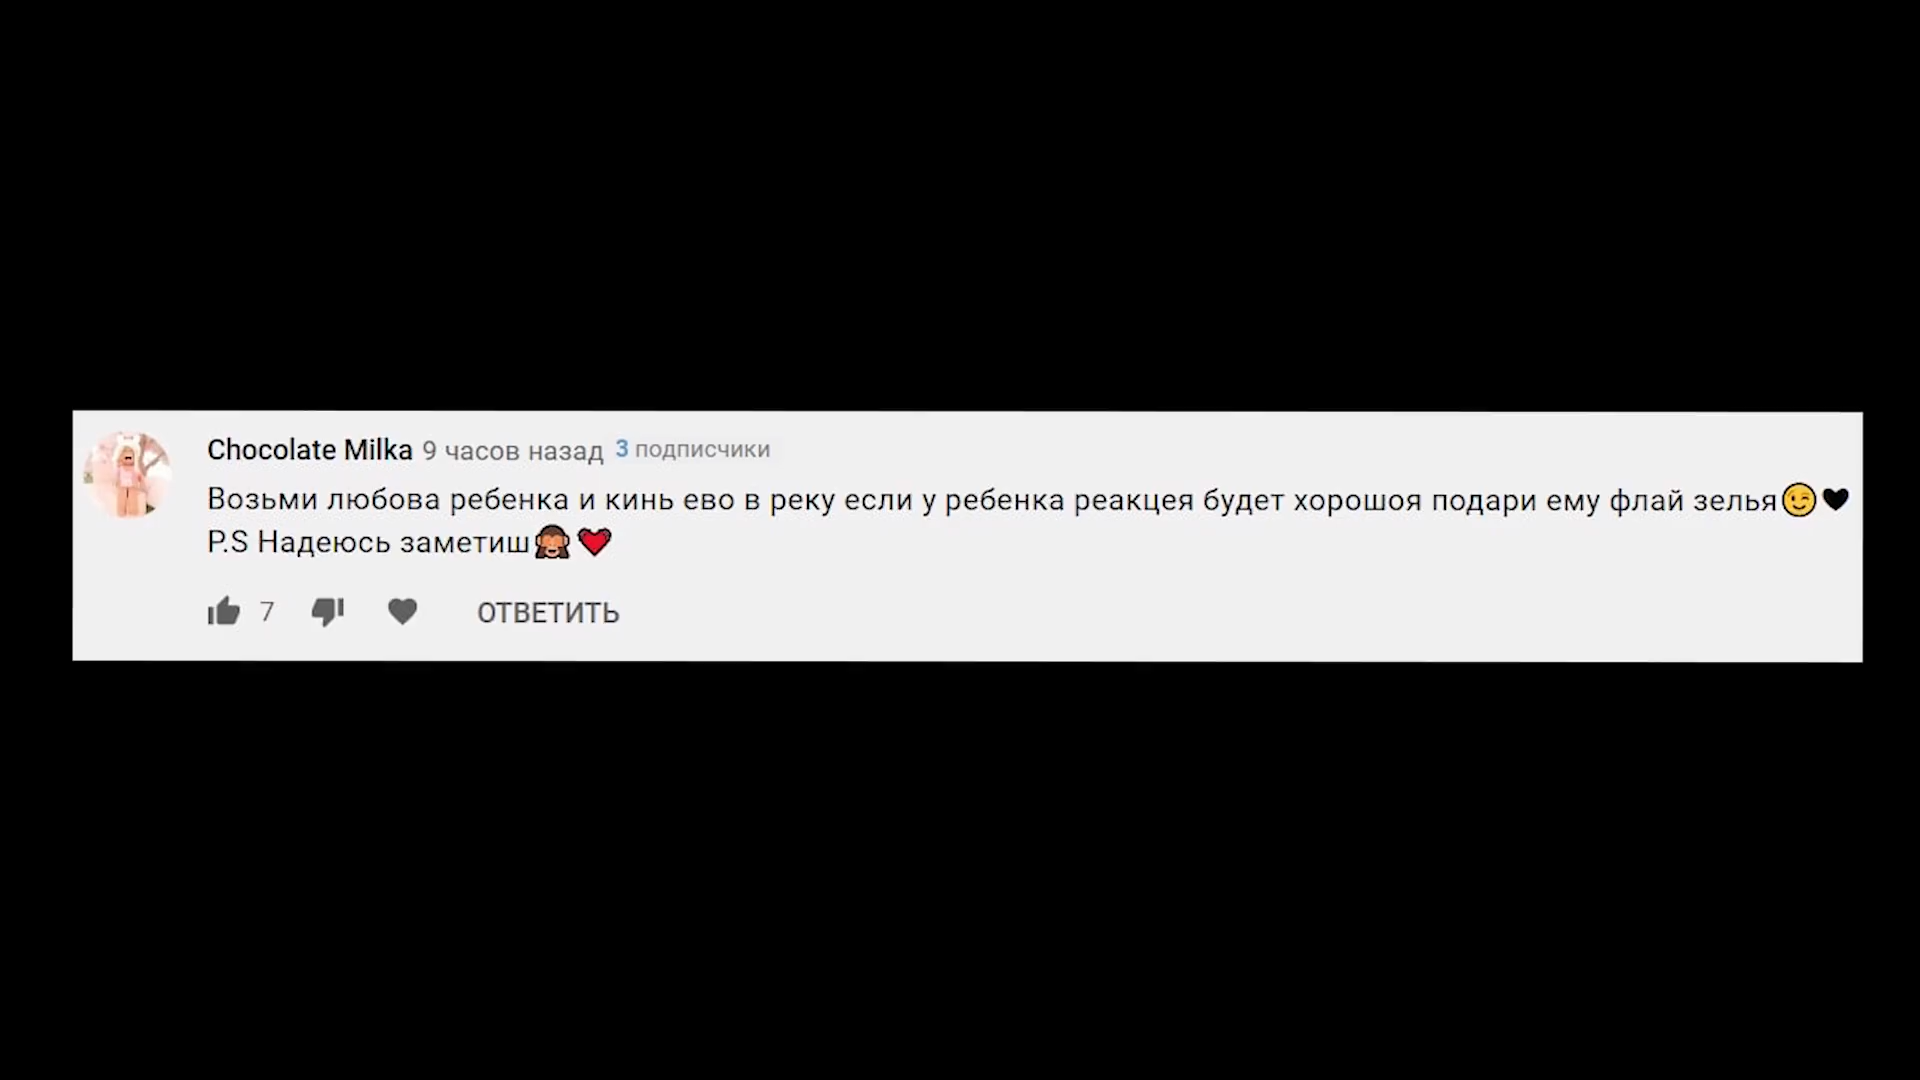 Chocolate Milka 9 часов назад 3 подписчики
Возьми любова ребенка и кинь ево в реку если у ребенка реакцея будет хорошоя подари ему флай зелья😉🖤
P.S Надеюсь заметиш🙈❤️
7 ОТВЕТИТЬ